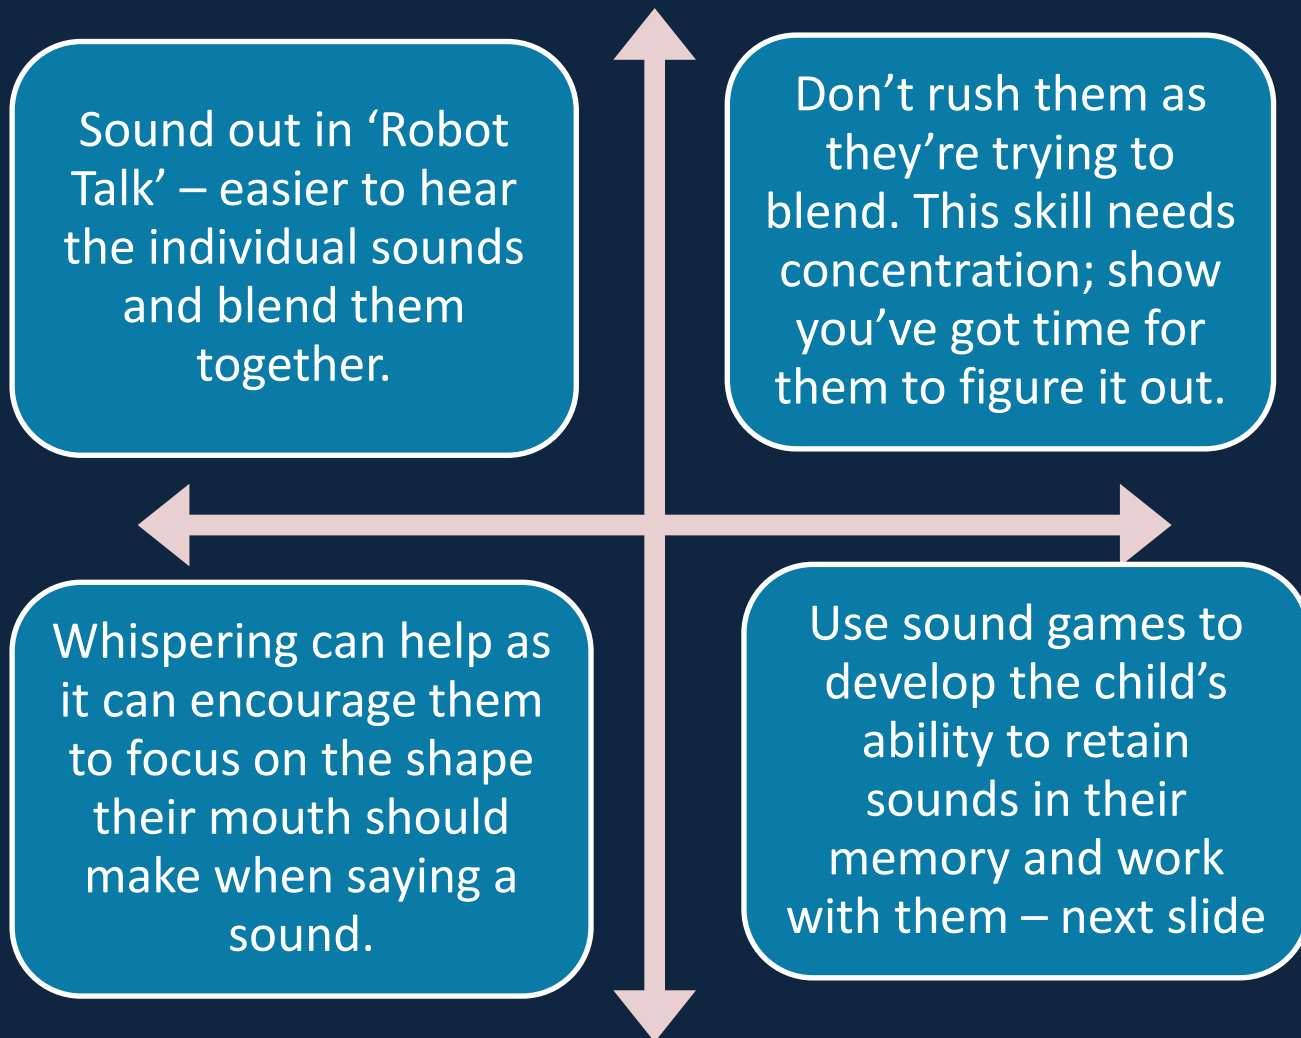 Sound out in ‘Robot
Talk’ – easier to hear
the individual sounds
and blend them
together.
Don’t rush them as
they’re trying to
blend. This skill needs
concentration; show
you’ve got time for
them to figure it out.
Whispering can help as
it can encourage them
to focus on the shape
their mouth should
make when saying a
sound.
Use sound games to
develop the child’s
ability to retain
sounds in their
memory and work
with them – next slide